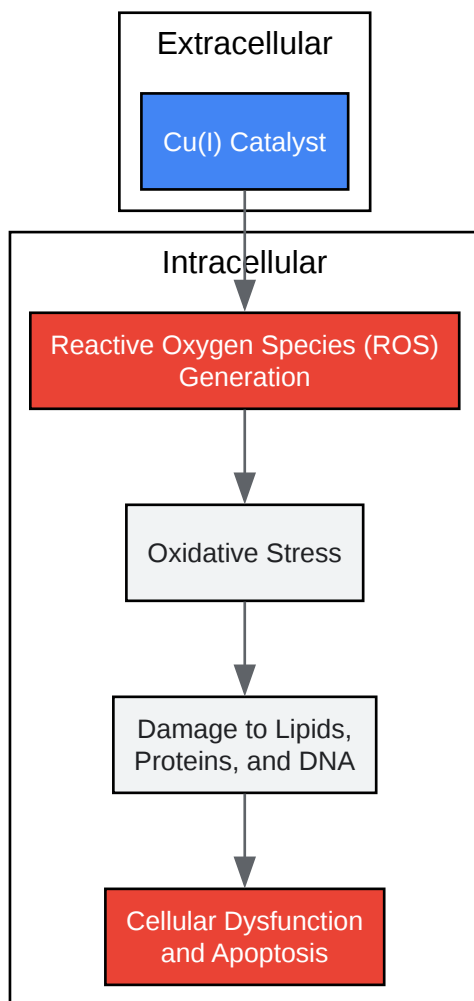 Extracellular
Cu(I) Catalyst
Intracellular
Reactive Oxygen Species (ROS)
Generation
Oxidative Stress
Damage to Lipids,
Proteins, and DNA
Cellular Dysfunction
and Apoptosis